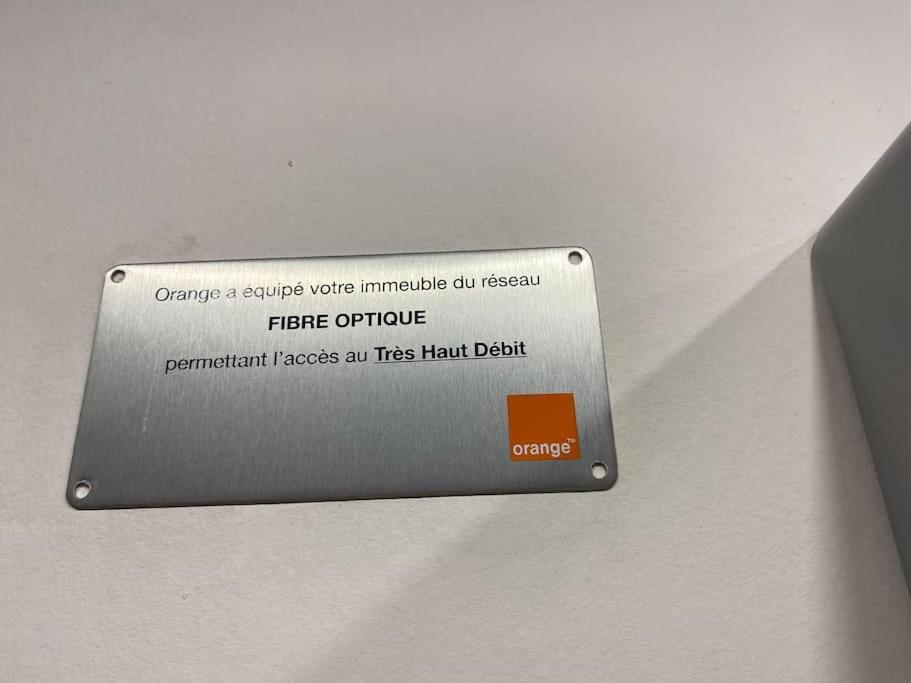 Orange a équipé votre immeuble du réseau
FIBRE OPTIQUE
permettant l'accès au Très Haut Débit
orange™